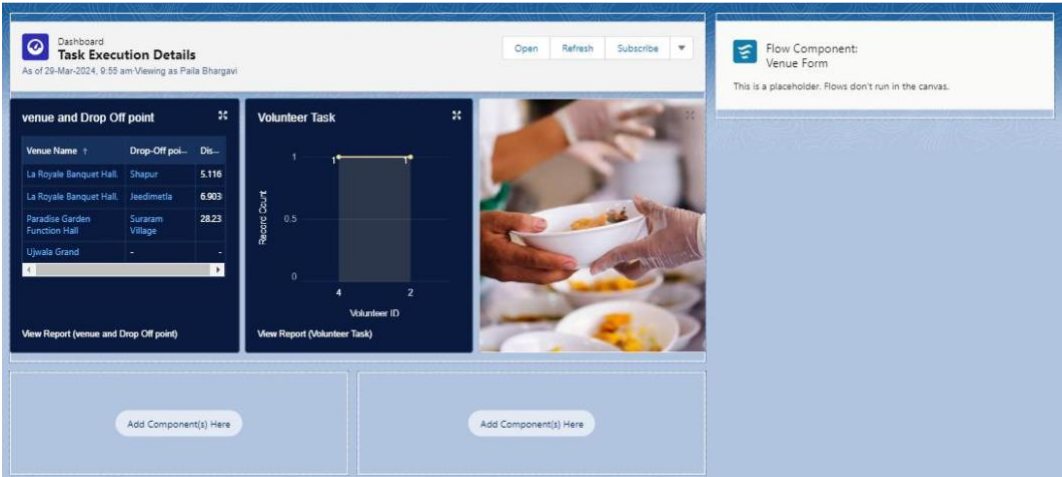 Dashboard
Task Execution Details
As of 29-Mar-2024, 9:55 am·Viewing as Paila Bhargavi
Open Refresh Subscribe
Flow Component:
Venue Form
This is a placeholder. Flows don't run in the canvas.
venue and Drop Off point
Venue Name ↑ Drop-Off poi... Dis...
La Royale Banquet Hall. Shapur 5.116
La Royale Banquet Hall. Jeedimetla 6.903
Paradise Garden Function Hall Suraram Village 28.23
Ujwala Grand - -
View Report (venue and Drop Off point)
Volunteer Task
Record Count
1
0.5
0
1 1
4 2
Volunteer ID
View Report (Volunteer Task)
Add Component(s) Here
Add Component(s) Here